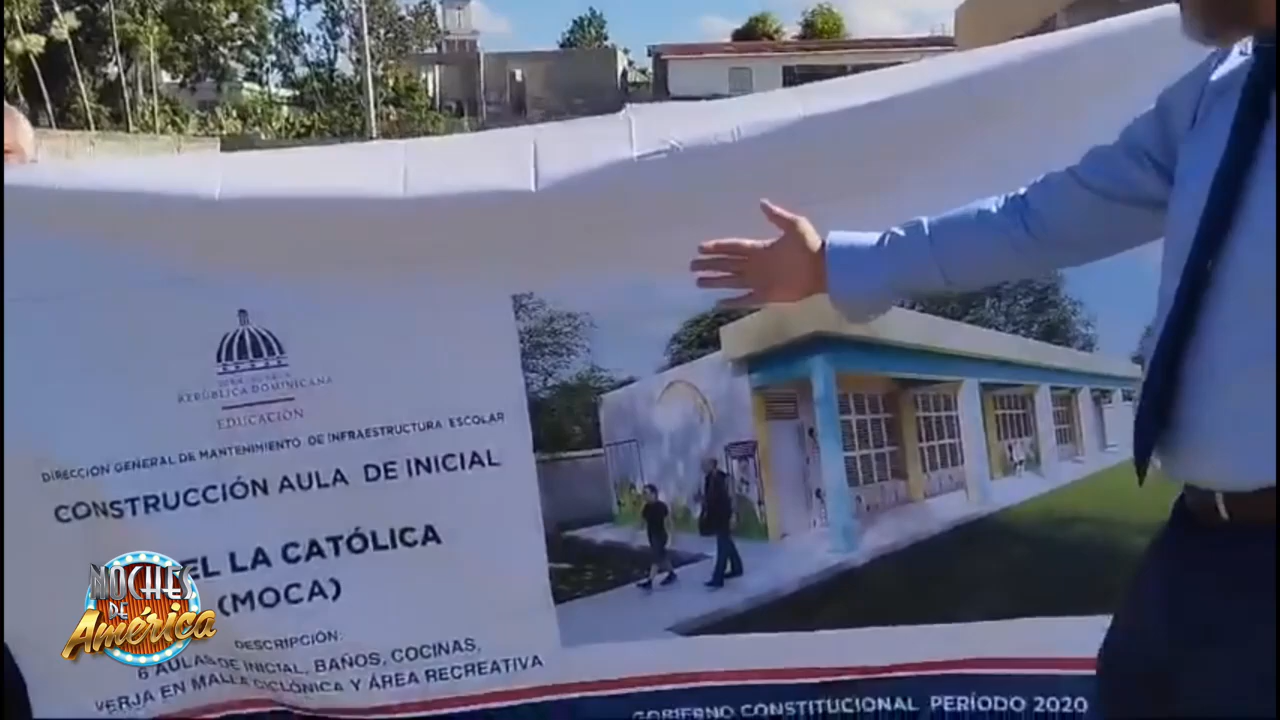 REPÚBLICA DOMINICANA
EDUCACIÓN
DIRECCIÓN GENERAL DE MANTENIMIENTO DE INFRAESTRUCTURA ESCOLAR
CONSTRUCCIÓN AULA DE INICIAL
EL LA CATÓLICA
(MOCA)
DESCRIPCIÓN:
6 AULAS DE INICIAL, BAÑOS, COCINAS,
VERJA EN MALLA CICLÓNICA Y ÁREA RECREATIVA
GOBIERNO CONSTITUCIONAL PERÍODO 2020
NOCHES
DE
América